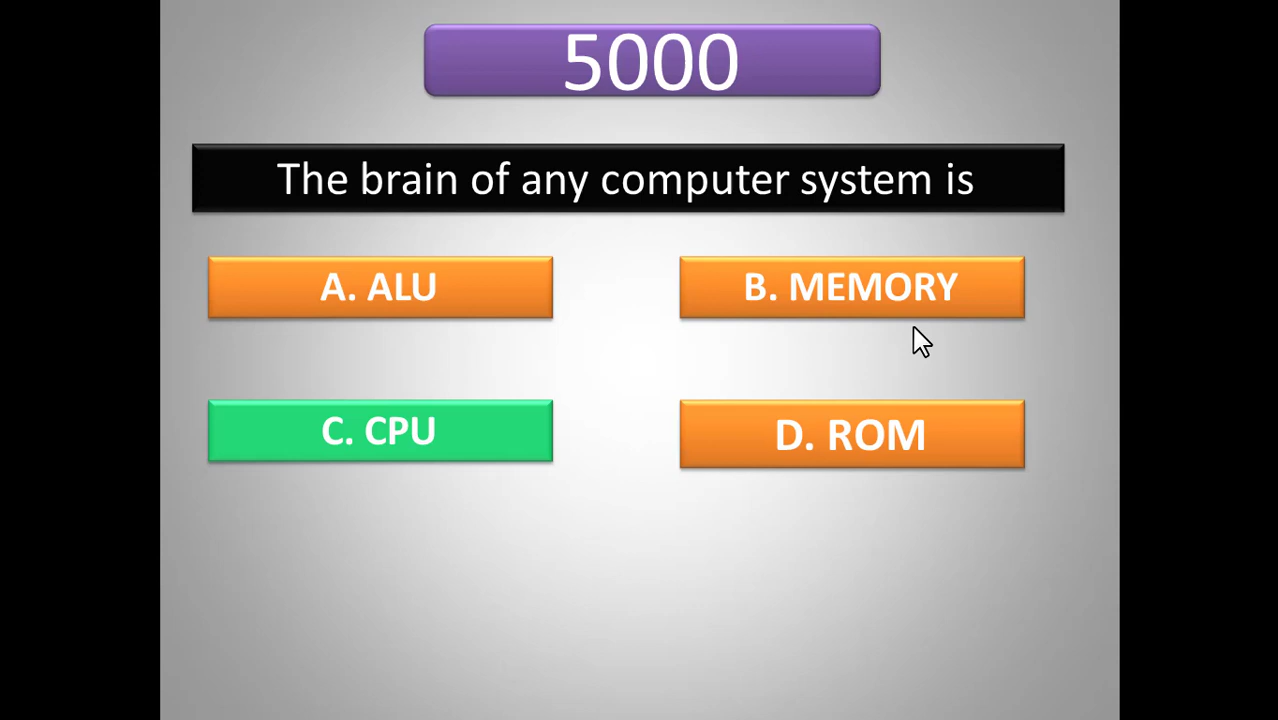 5000
The brain of any computer system is
A. ALU
B. MEMORY
C. CPU
D. ROM